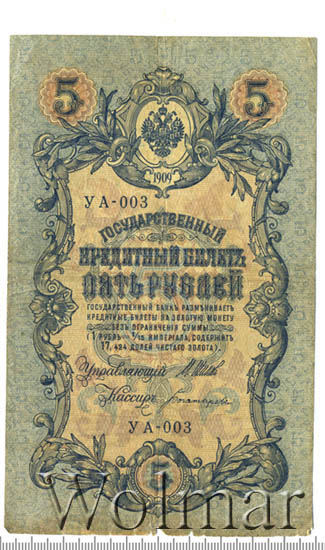 5 5
1909
УА-003
ГОСУДАРСТВЕННЫЙ
КРЕДИТНЫЙ БИЛЕТЪ
ПЯТЬ РУБЛЕЙ
ГОСУДАРСТВЕННЫЙ БАНКЪ РАЗМѢНИВАЕТЪ
КРЕДИТНЫЕ БИЛЕТЫ НА ЗОЛОТУЮ МОНЕТУ
БЕЗЪ ОГРАНИЧЕНІЯ СУММЫ
(1 РУБЛЬ = 1/15 ИМПЕРІАЛА, СОДЕРЖИТЪ
17,424 ДОЛЕЙ ЧИСТАГО ЗОЛОТА).
Управляющій
Кассиръ
УА-003
5
Wolmar